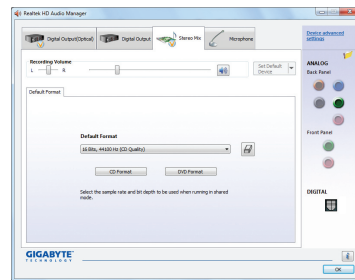 Realtek HD Audio Manager
Digital Output(Optical)
Digital Output
Stereo Mix
Microphone
Device advanced
settings
Recording Volume
L
R
Set Default
Device
ANALOG
Back Panel
Default Format
Default Format
16 Bits, 44100 Hz (CD Quality)
CD Format
DVD Format
Select the sample rate and bit depth to be used when running in shared
mode.
Front Panel
DIGITAL
GIGABYTE™
TECHNOLOGY
i
OK